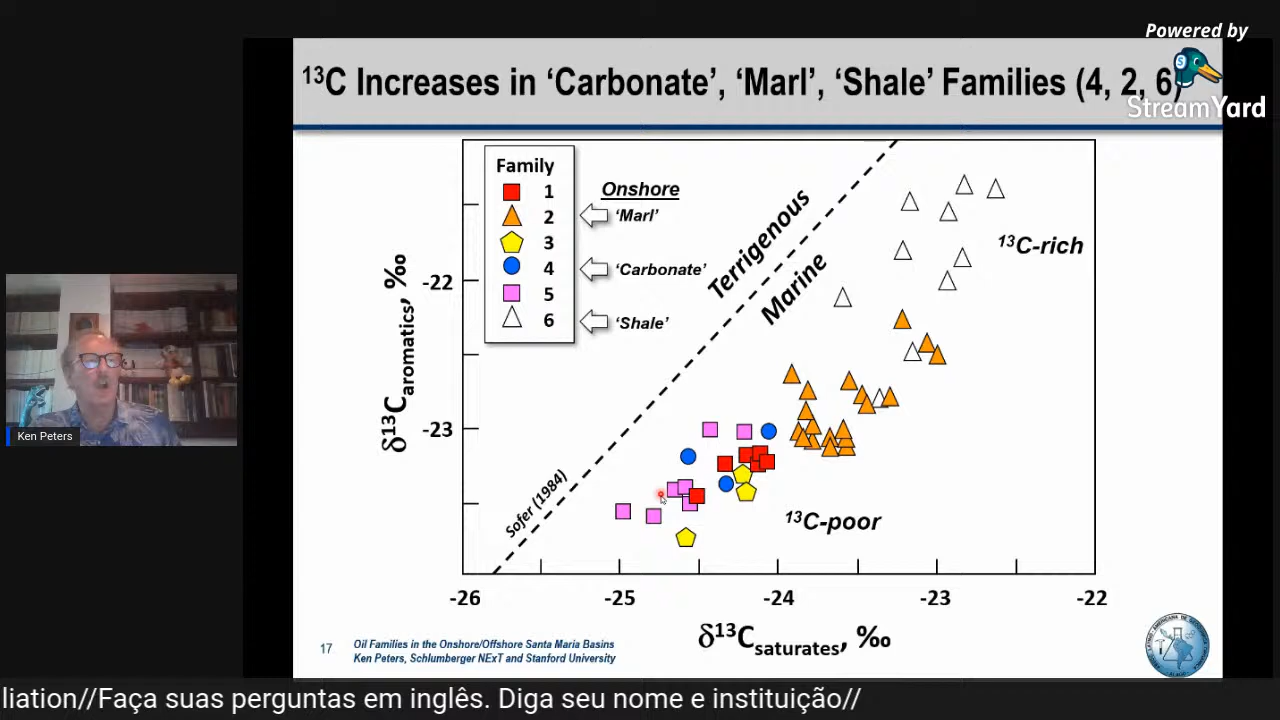 Powered by
StreamYard
¹³C Increases in ‘Carbonate’, ‘Marl’, ‘Shale’ Families (4, 2, 6)
Family
1
2
3
4
5
6
Onshore
‘Marl’
‘Carbonate’
‘Shale’
Terrigenous
Marine
Sofer (1984)
¹³C-rich
¹³C-poor
δ¹³Caromatics, ‰
-22
-23
-26
-25
-24
-23
-22
δ¹³Csaturates, ‰
Ken Peters
17
Oil Families in the Onshore/Offshore Santa Maria Basins
Ken Peters, Schlumberger NExT and Stanford University
liation//Faça suas perguntas em inglês. Diga seu nome e instituição//